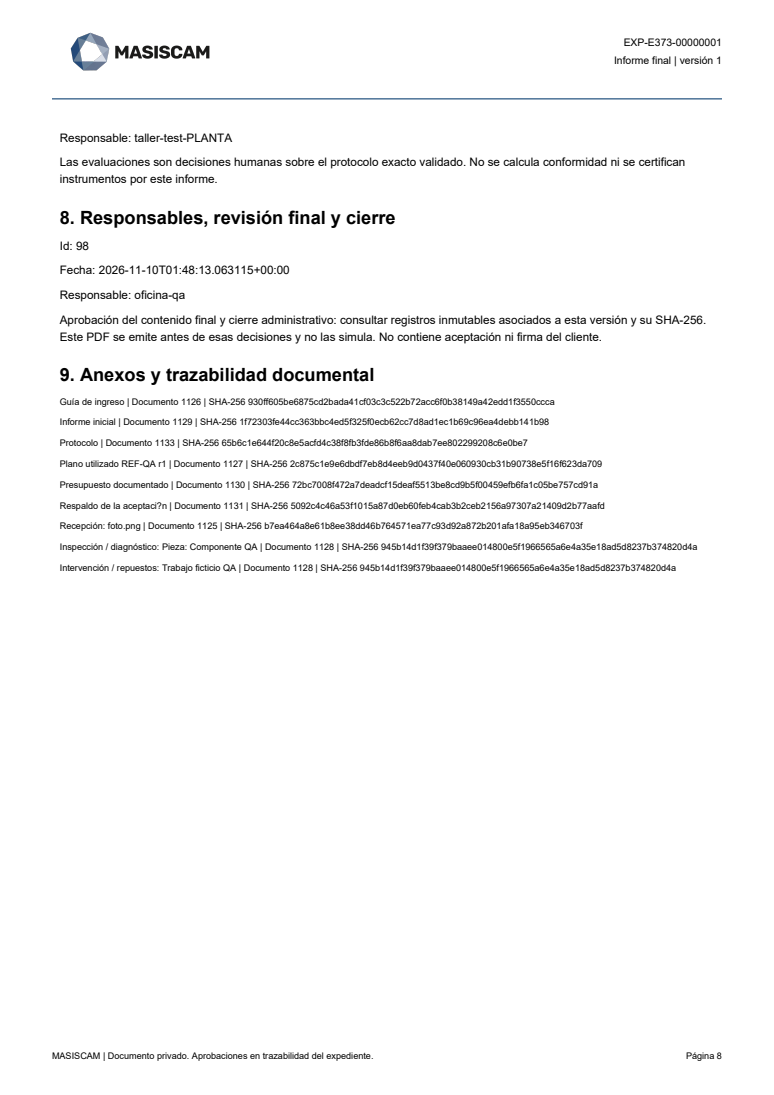 MASISCAM
EXP-E373-00000001
Informe final | versión 1
Responsable: taller-test-PLANTA
Las evaluaciones son decisiones humanas sobre el protocolo exacto validado. No se calcula conformidad ni se certifican
instrumentos por este informe.
8. Responsables, revisión final y cierre
Id: 98
Fecha: 2026-11-10T01:48:13.063115+00:00
Responsable: oficina-qa
Aprobación del contenido final y cierre administrativo: consultar registros inmutables asociados a esta versión y su SHA-256.
Este PDF se emite antes de esas decisiones y no las simula. No contiene aceptación ni firma del cliente.
9. Anexos y trazabilidad documental
Guía de ingreso | Documento 1126 | SHA-256 930ff605be6875cd2bada41cf03c3c522b72acc6f0b38149a42edd1f3550ccca
Informe inicial | Documento 1129 | SHA-256 1f72303fe44cc363bbc4ed5f325f0ecb62cc7d8ad1ec1b69c96ea4debb141b98
Protocolo | Documento 1133 | SHA-256 65b6c1e644f20c8e5acfd4c38f8fb3fde86b8f6aa8dab7ee802299208c6e0be7
Plano utilizado REF-QA r1 | Documento 1127 | SHA-256 2c875c1e9e6dbdf7eb8d4eeb9d0437f40e060930cb31b90738e5f16f623da709
Presupuesto documentado | Documento 1130 | SHA-256 72bc7008f472a7deadcf15deaf5513be8cd9b5f00459efb6fa1c05be757cd91a
Respaldo de la aceptaci?n | Documento 1131 | SHA-256 5092c4c46a53f1015a87d0eb60feb4cab3b2ceb2156a97307a21409d2b77aafd
Recepción: foto.png | Documento 1125 | SHA-256 b7ea464a8e61b8ee38dd46b764571ea77c93d92a872b201afa18a95eb346703f
Inspección / diagnóstico: Pieza: Componente QA | Documento 1128 | SHA-256 945b14d1f39f379baaee014800e5f1966565a6e4a35e18ad5d8237b374820d4a
Intervención / repuestos: Trabajo ficticio QA | Documento 1128 | SHA-256 945b14d1f39f379baaee014800e5f1966565a6e4a35e18ad5d8237b374820d4a
MASISCAM | Documento privado. Aprobaciones en trazabilidad del expediente.
Página 8